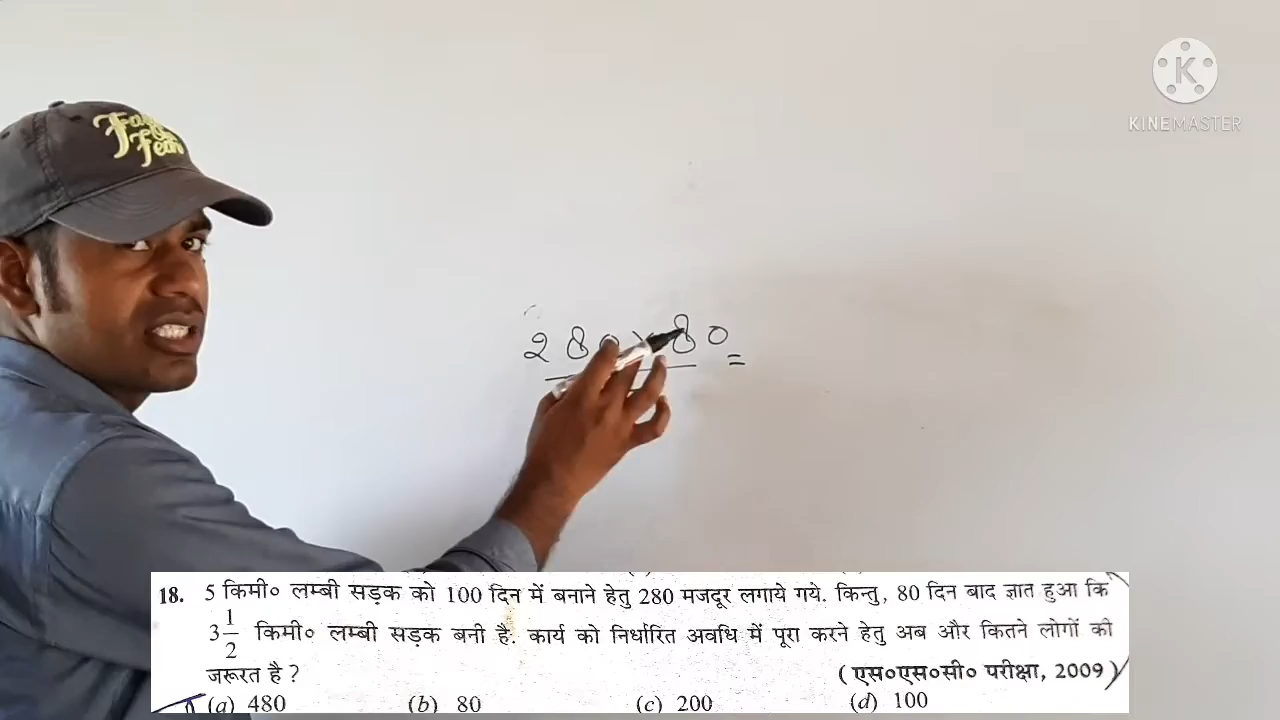 Fear
KINEMASTER
280×80 =
18. 5 किमी० लम्बी सड़क को 100 दिन में बनाने हेतु 280 मजदूर लगाये गये. किन्तु, 80 दिन बाद ज्ञात हुआ कि
3 1/2 किमी० लम्बी सड़क बनी है. कार्य को निर्धारित अवधि में पूरा करने हेतु अब और कितने लोगों की
जरूरत है ? (एस०एस०सी० परीक्षा, 2009)
(a) 480 (b) 80 (c) 200 (d) 100